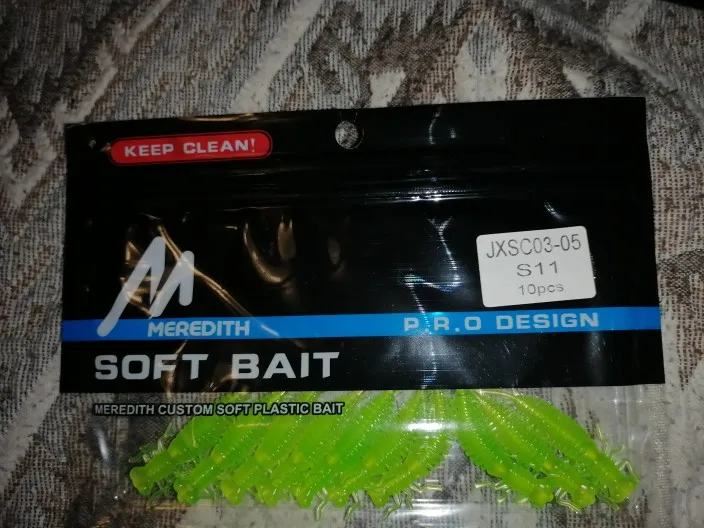 KEEP CLEAN!
JXSC03-05
S11
10pcs
M
MEREDITH
P.R.O DESIGN
SOFT BAIT
MEREDITH CUSTOM SOFT PLASTIC BAIT